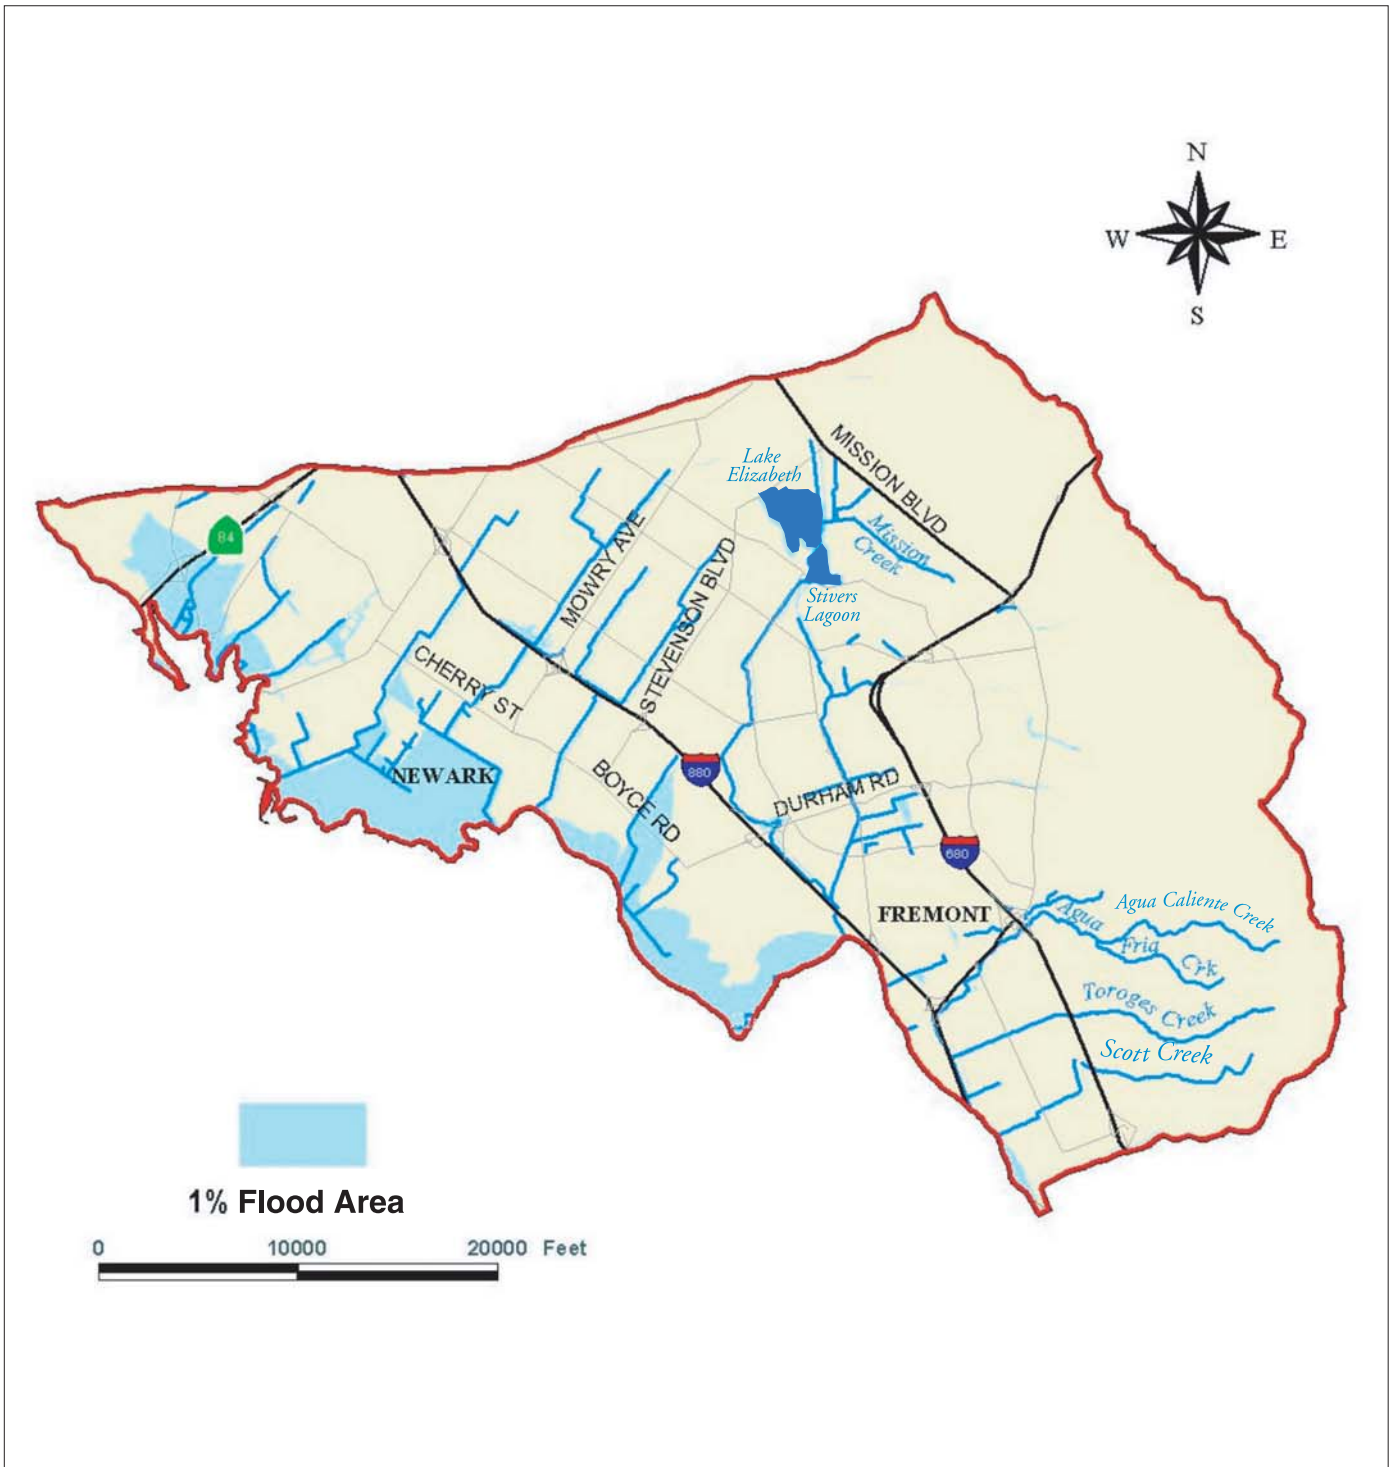 N
W E
S
MISSION BLVD
Lake
Elizabeth
84
Mission
Creek
MOWRY AVE
STEVENSON BLVD
Stivers
Lagoon
CHERRY ST
NEWARK
BOYCE RD
880
DURHAM RD
680
FREMONT
Agua Caliente Creek
Agua Fria Crk
Toroges Creek
Scott Creek
1% Flood Area
0 10000 20000 Feet